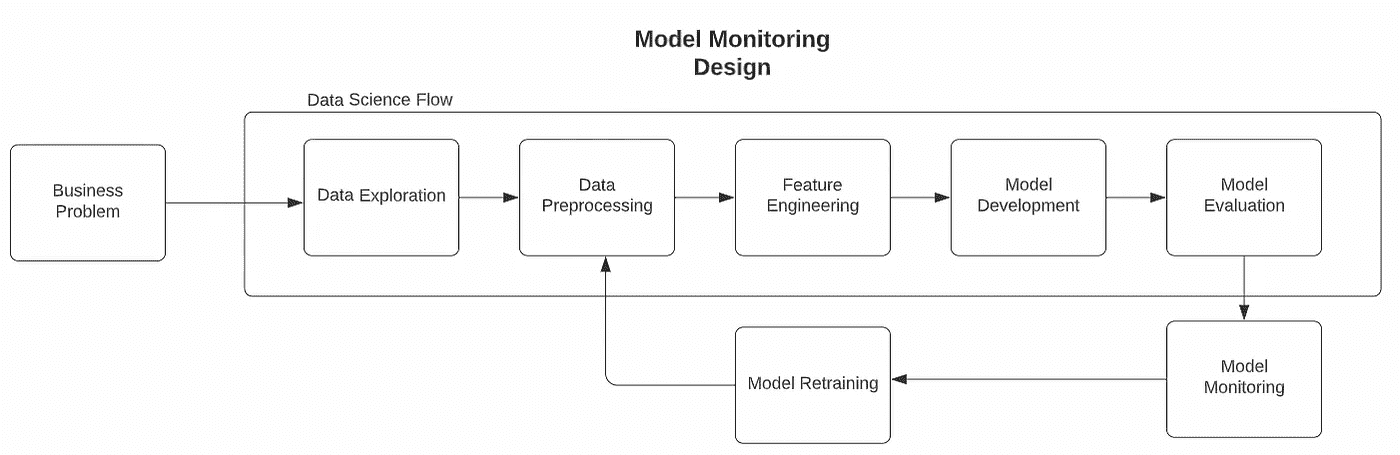 Model Monitoring
Design
Data Science Flow
Business
Problem
Data Exploration
Data
Preprocessing
Feature
Engineering
Model
Development
Model
Evaluation
Model Retraining
Model
Monitoring